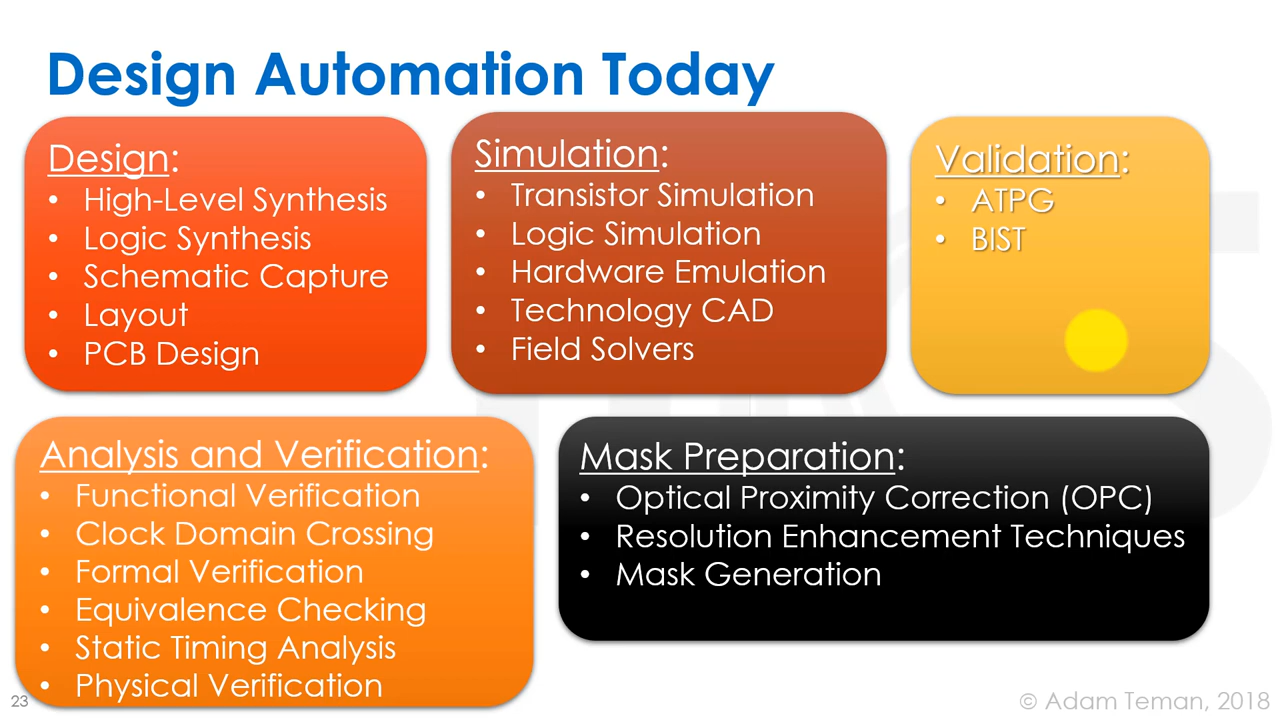 Design Automation Today
Design:
• High-Level Synthesis
• Logic Synthesis
• Schematic Capture
• Layout
• PCB Design
Simulation:
• Transistor Simulation
• Logic Simulation
• Hardware Emulation
• Technology CAD
• Field Solvers
Validation:
• ATPG
• BIST
Analysis and Verification:
• Functional Verification
• Clock Domain Crossing
• Formal Verification
• Equivalence Checking
• Static Timing Analysis
• Physical Verification
Mask Preparation:
• Optical Proximity Correction (OPC)
• Resolution Enhancement Techniques
• Mask Generation
23
© Adam Teman, 2018